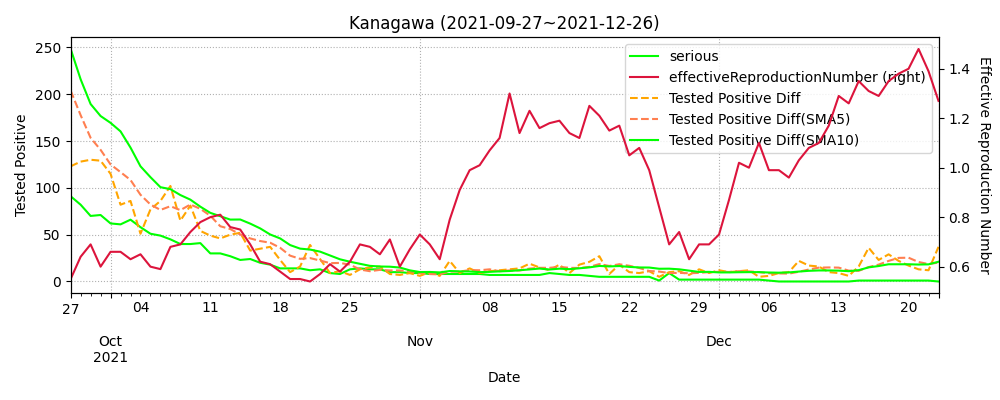 Kanagawa (2021-09-27~2021-12-26)
250
200
150
100
50
0
Tested Positive
serious
effectiveReproductionNumber (right)
Tested Positive Diff
Tested Positive Diff(SMA5)
Tested Positive Diff(SMA10)
1.4
1.2
1.0
0.8
0.6
Effective Reproduction Number
27 04 11 18 25 08 15 22 29 06 13 20
Oct Nov Dec
2021
Date